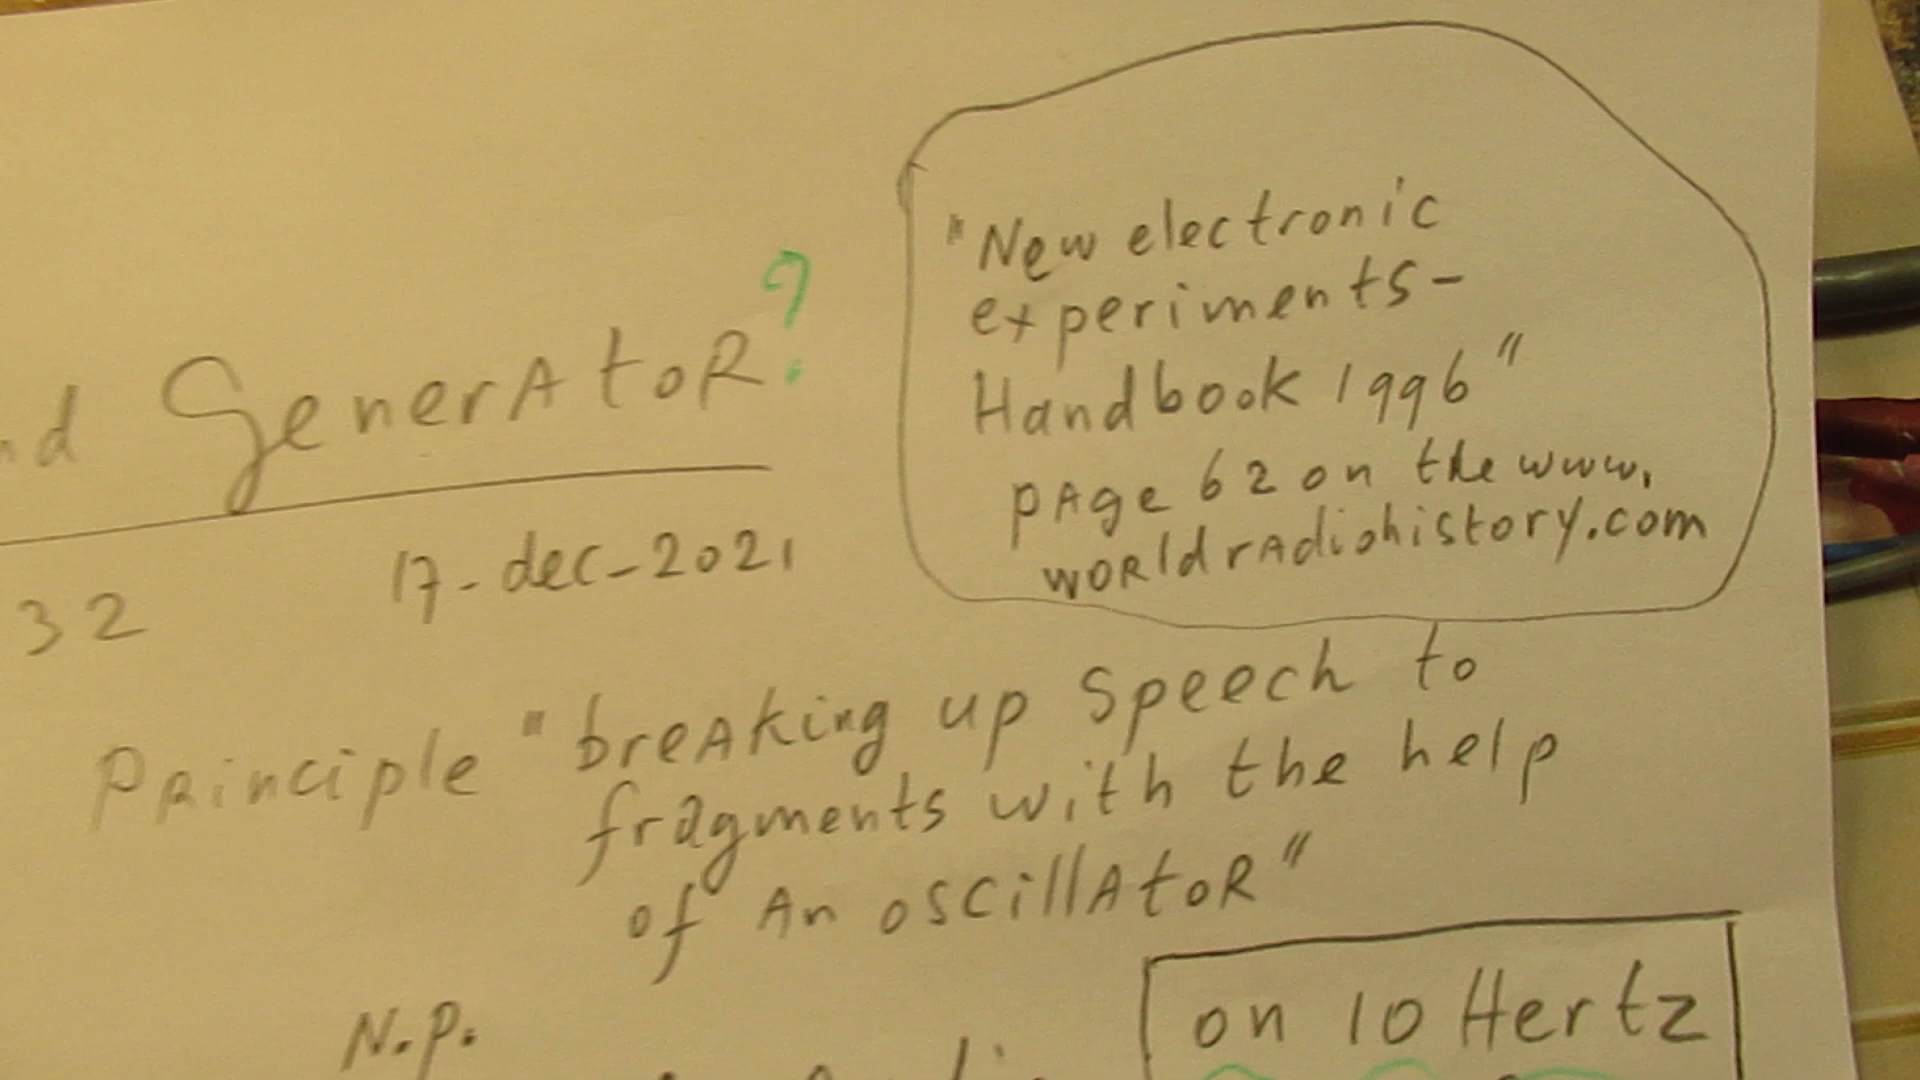 "New electronic
experiments-
Handbook 1996"
page 62 on the www.
worldradiohistory.com
nd Generator?
32 17-dec-2021
Principle "breaking up speech to
fragments with the help
of An oscillator"
N.P.
on 10 Hertz